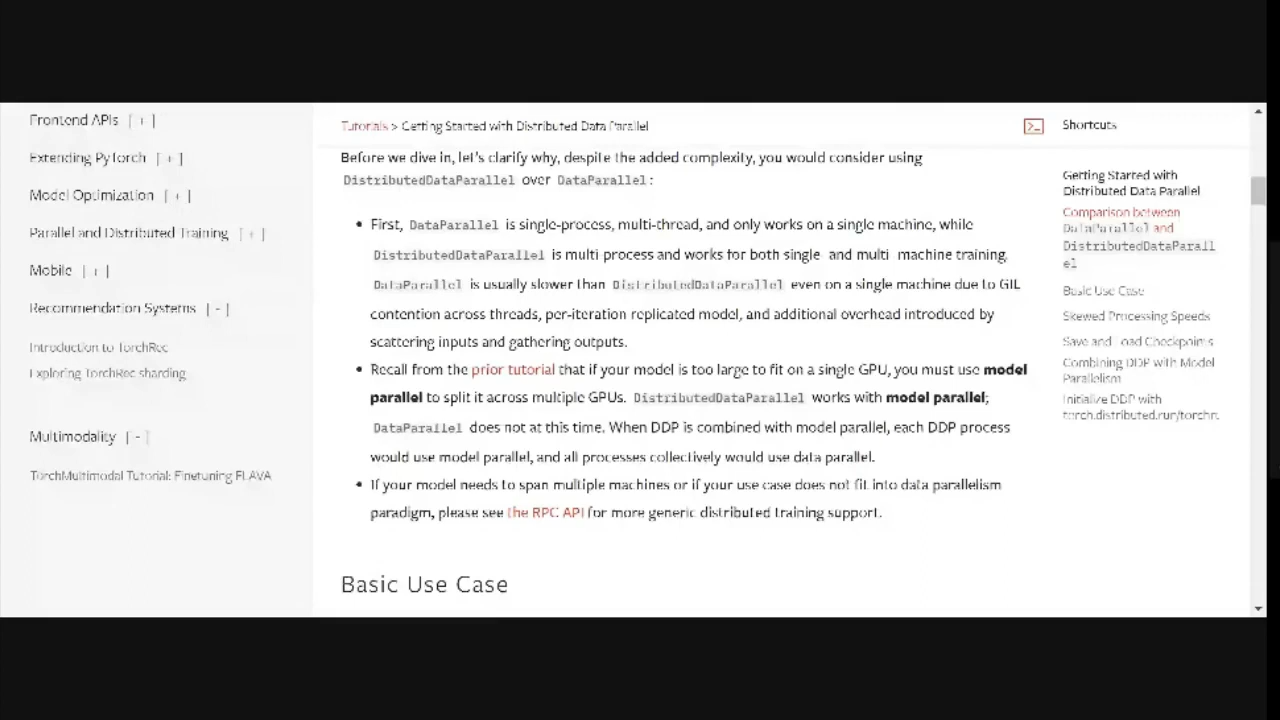 Frontend APIs [ + ]
Extending PyTorch [ + ]
Model Optimization [ + ]
Parallel and Distributed Training [ + ]
Mobile [ + ]
Recommendation Systems [ - ]
Introduction to TorchRec
Exploring TorchRec sharding
Multimodality [ - ]
TorchMultimodal Tutorial: Finetuning FLAVA
Tutorials > Getting Started with Distributed Data Parallel
Before we dive in, let's clarify why, despite the added complexity, you would consider using
DistributedDataParallel over DataParallel:
• First, DataParallel is single-process, multi-thread, and only works on a single machine, while
DistributedDataParallel is multi process and works for both single and multi machine training.
DataParallel is usually slower than DistributedDataParallel even on a single machine due to GIL
contention across threads, per-iteration replicated model, and additional overhead introduced by
scattering inputs and gathering outputs.
• Recall from the prior tutorial that if your model is too large to fit on a single GPU, you must use model
parallel to split it across multiple GPUs. DistributedDataParallel works with model parallel;
DataParallel does not at this time. When DDP is combined with model parallel, each DDP process
would use model parallel, and all processes collectively would use data parallel.
• If your model needs to span multiple machines or if your use case does not fit into data parallelism
paradigm, please see the RPC API for more generic distributed training support.
Basic Use Case
Shortcuts
Getting Started with
Distributed Data Parallel
Comparison between
DataParallel and
DistributedDataParall
el
Basic Use Case
Skewed Processing Speeds
Save and Load Checkpoints
Combining DDP with Model
Parallelism
Initialize DDP with
torch.distributed.run/torchrun